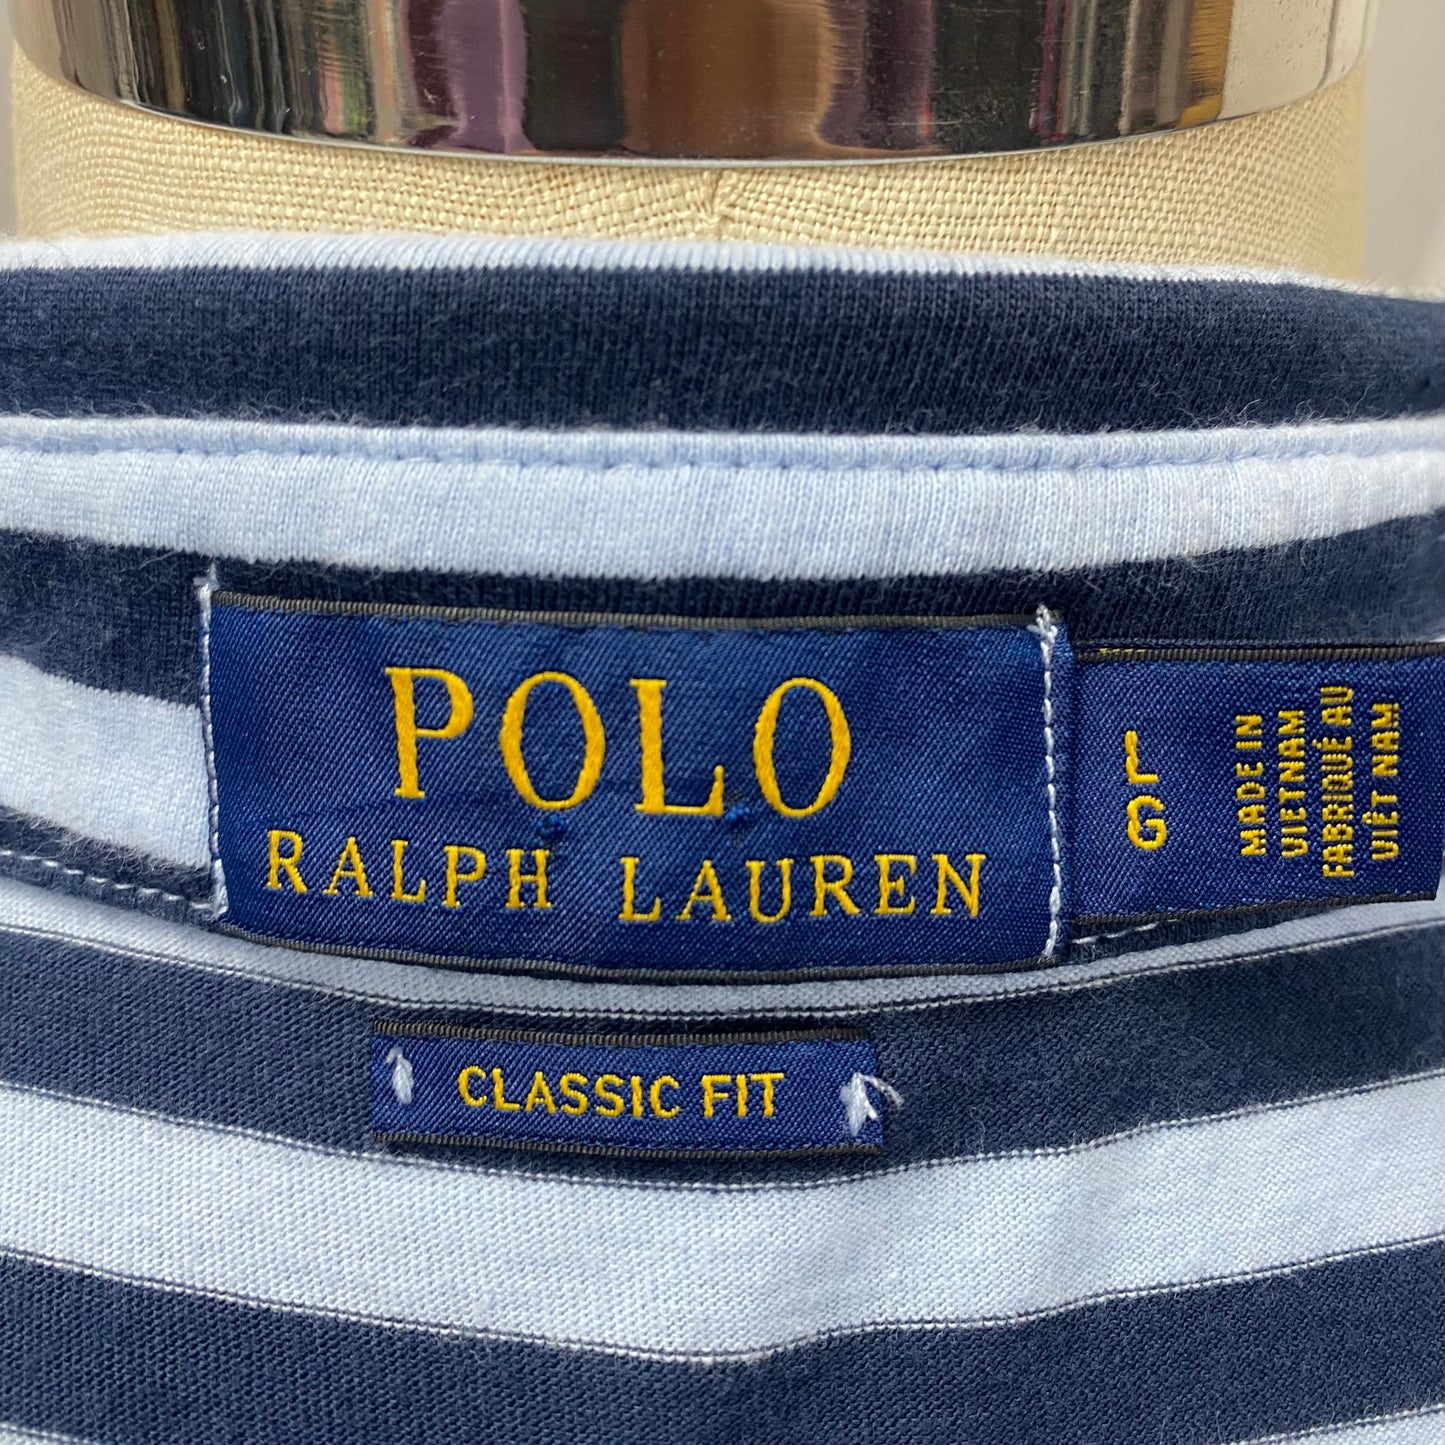 POLO
RALPH LAUREN
L
G
MADE IN
VIETNAM
FABRIQUÉ AU
VIÊT NAM
CLASSIC FIT